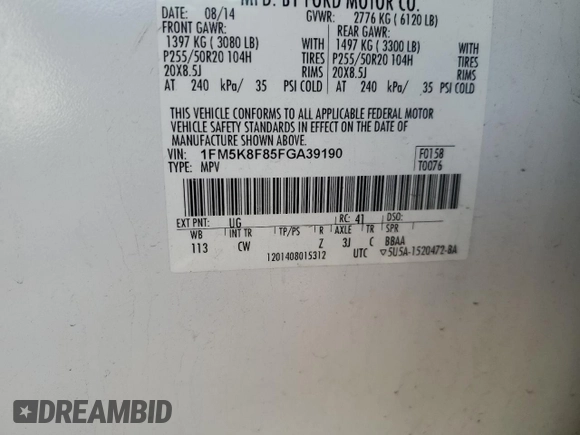 MFD. BY FORD MOTOR CO.
DATE: 08/14 GVWR: 2776 KG ( 6120 LB)
FRONT GAWR: REAR GAWR:
1397 KG ( 3080 LB) WITH 1497 KG ( 3300 LB) WITH
P255/50R20 104H TIRES P255/50R20 104H TIRES
20X8.5J RIMS 20X8.5J RIMS
AT 240 kPa/ 35 PSI COLD AT 240 kPa/ 35 PSI COLD
THIS VEHICLE CONFORMS TO ALL APPLICABLE FEDERAL MOTOR
VEHICLE SAFETY STANDARDS IN EFFECT ON THE DATE OF
MANUFACTURE SHOWN ABOVE.
VIN: 1FM5K8F85FGA39190 F0158
TYPE: MPV T0076
EXT PNT: UG RC: 41 DSO:
WB INT TR TP/PS R AXLE TR SPR
113 CW Z 3J C BBAA
1201408015312 UTC ▽5U5A-1520472-BA
DREAMBID